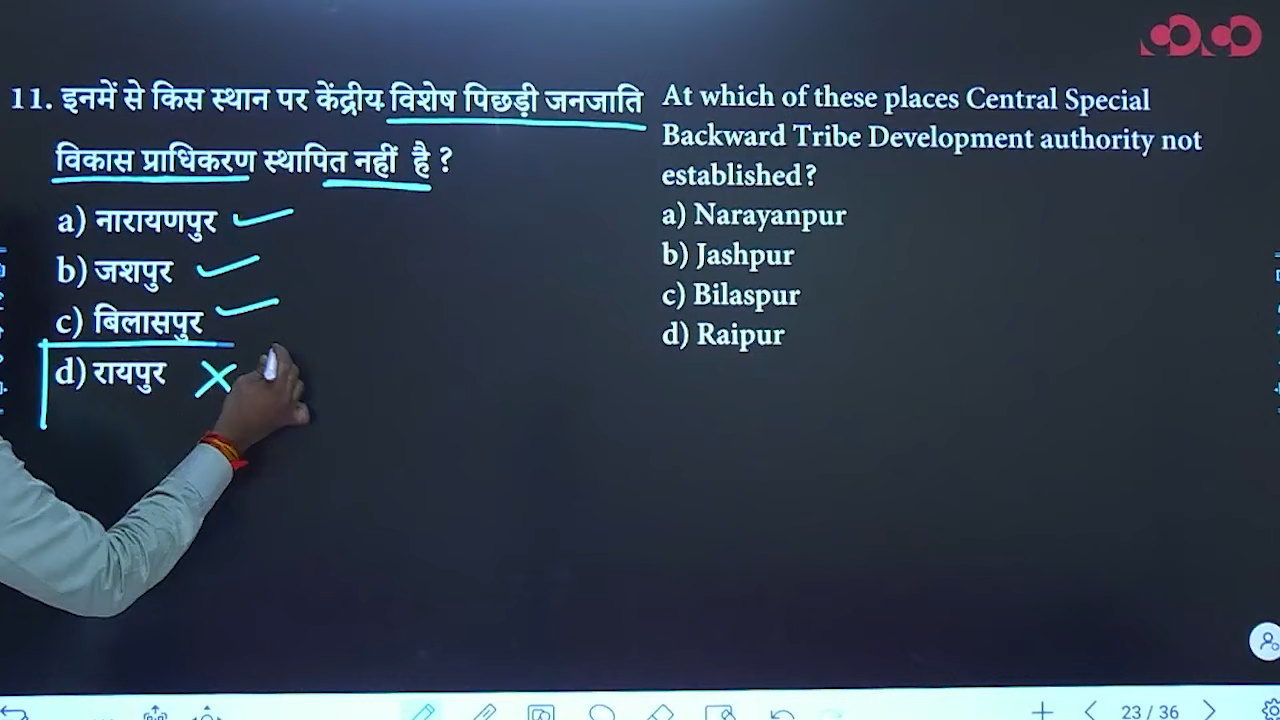 11. इनमें से किस स्थान पर केंद्रीय विशेष पिछड़ी जनजाति
विकास प्राधिकरण स्थापित नहीं है ?
a) नारायणपुर
b) जशपुर
c) बिलासपुर
d) रायपुर
At which of these places Central Special
Backward Tribe Development authority not
established?
a) Narayanpur
b) Jashpur
c) Bilaspur
d) Raipur
23 / 36